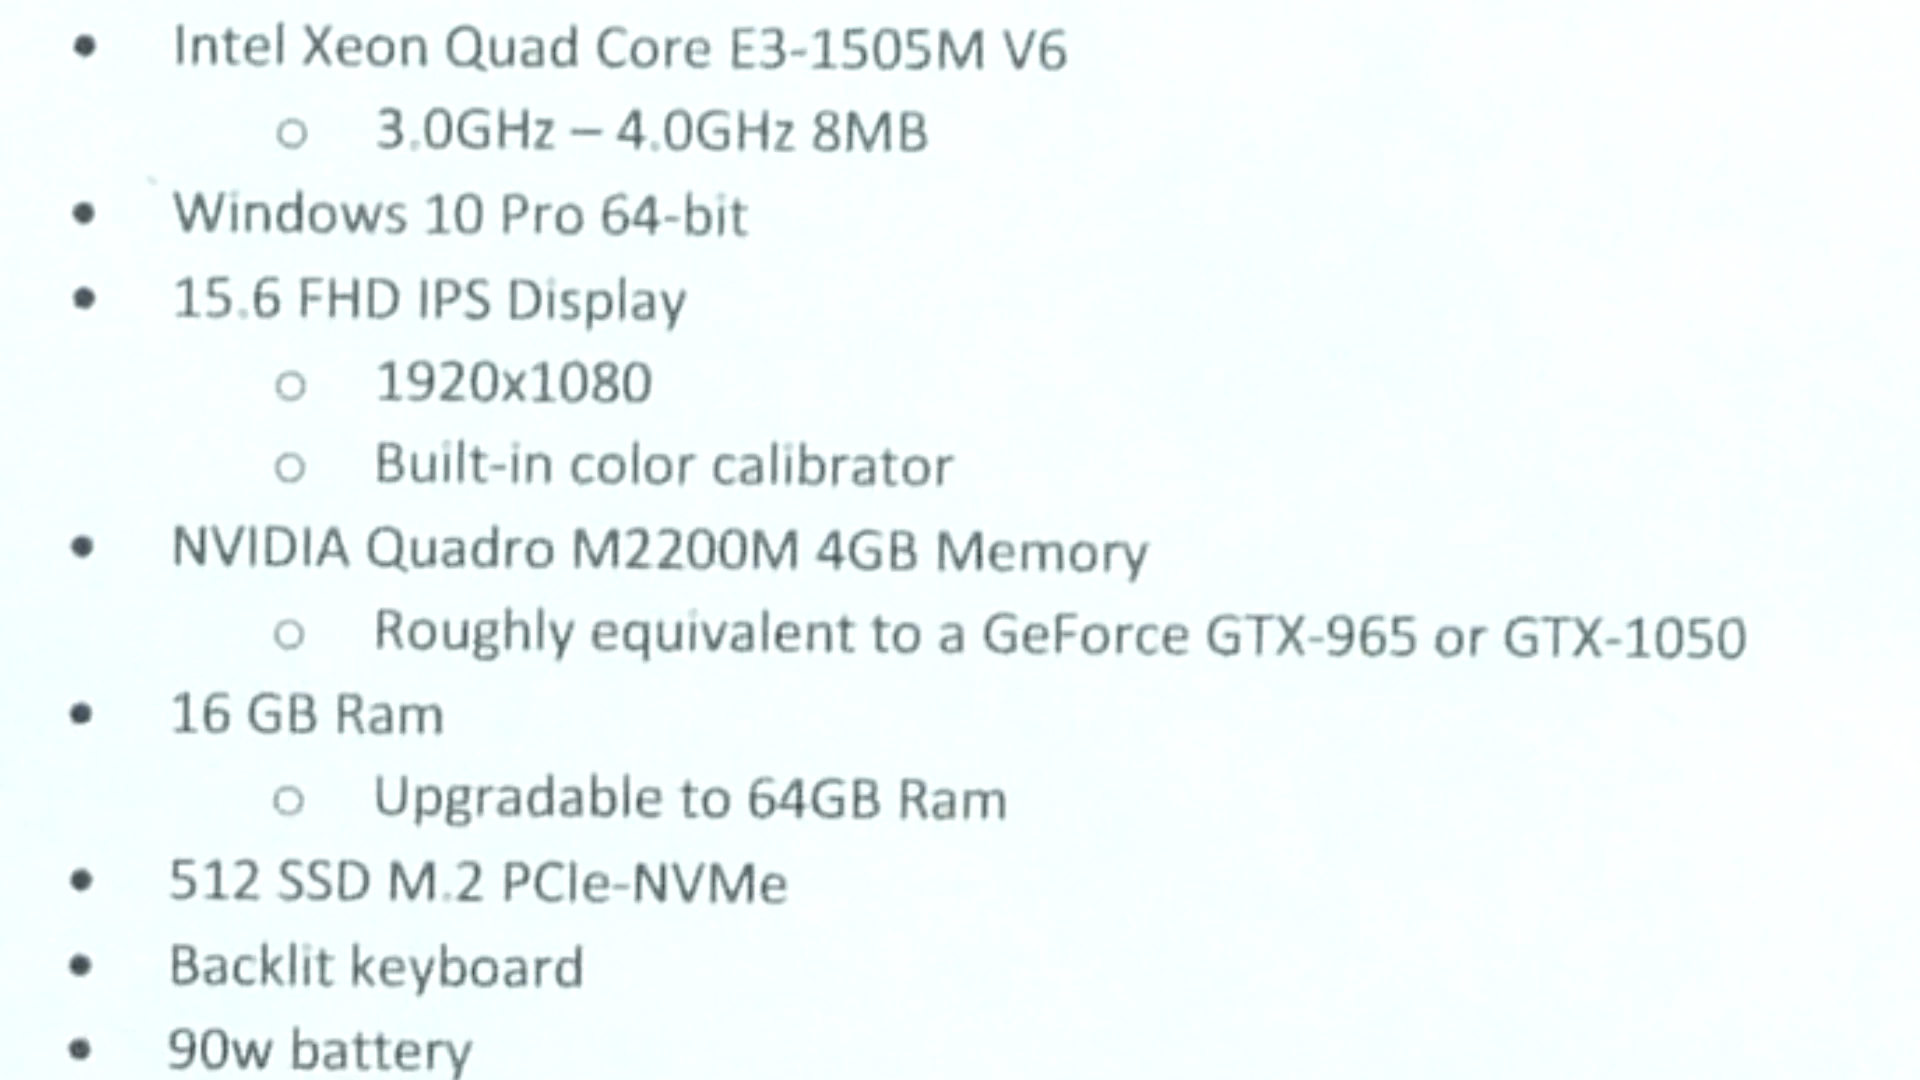 • Intel Xeon Quad Core E3-1505M V6
○ 3.0GHz – 4.0GHz 8MB
• Windows 10 Pro 64-bit
• 15.6 FHD IPS Display
○ 1920x1080
○ Built-in color calibrator
• NVIDIA Quadro M2200M 4GB Memory
○ Roughly equivalent to a GeForce GTX-965 or GTX-1050
• 16 GB Ram
○ Upgradable to 64GB Ram
• 512 SSD M.2 PCIe-NVMe
• Backlit keyboard
• 90w battery